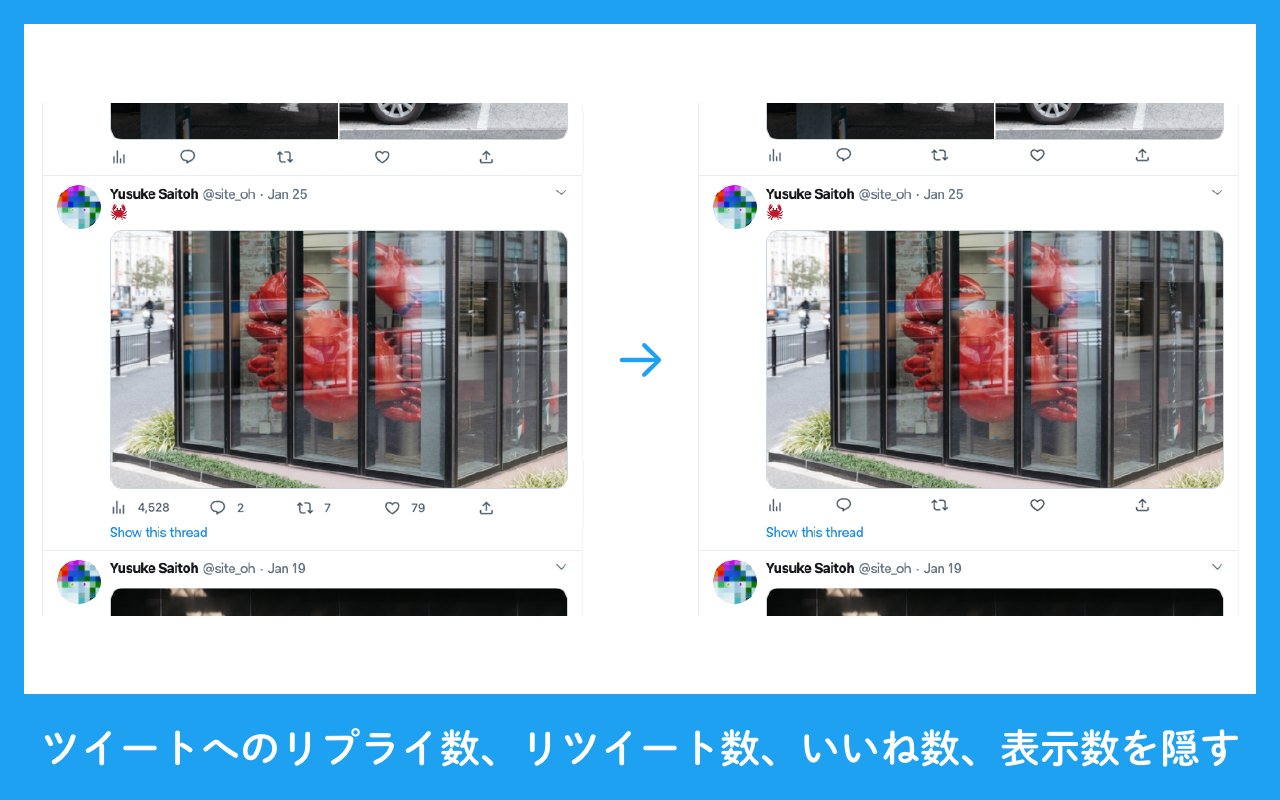 Yusuke Saitoh @site_oh · Jan 25
🦀
4,528 2 7 79
Show this thread
Yusuke Saitoh @site_oh · Jan 19
→
Yusuke Saitoh @site_oh · Jan 25
🦀
Show this thread
Yusuke Saitoh @site_oh · Jan 19
ツイートへのリプライ数、リツイート数、いいね数、表示数を隠す